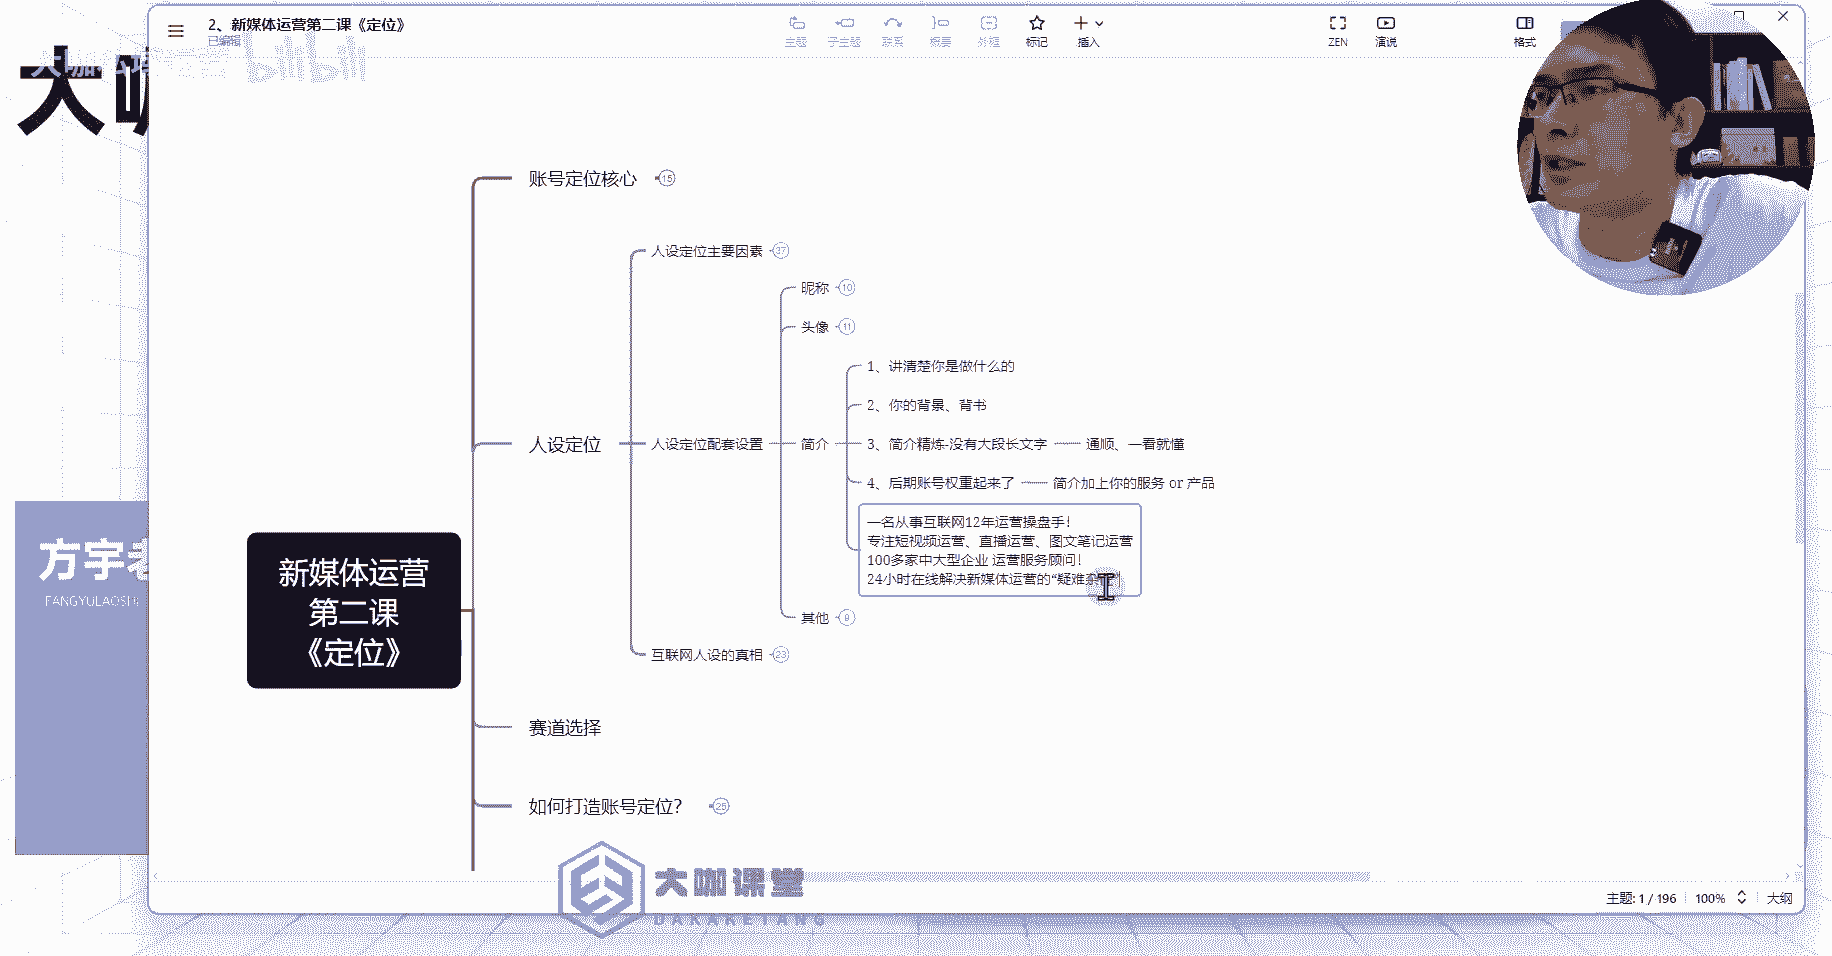 2、新媒体运营第二课《定位》
已编辑
主题
子主题
联系
概要
外框
标记
插入
ZEN
演说
格式
bilibili
大咖
账号定位核心
15
人设定位主要因素
37
昵称
10
头像
11
1、讲清楚你是做什么的
2、你的背景、背书
人设定位
人设定位配套设置
简介
3、简介精炼-没有大段长文字
通顺、一看就懂
4、后期账号权重起来了
简介加上你的服务 or 产品
一名从事互联网12年运营操盘手！
专注短视频运营、直播运营、图文笔记运营
100多家中大型企业 运营服务顾问！
24小时在线解决新媒体运营的“疑难
其他
9
互联网人设的真相
23
新媒体运营
第二课
《定位》
方宇老
FANGYULAOSHI
赛道选择
如何打造账号定位？
25
大咖课堂
DAKAKETANG
主题: 1 / 196
100%
大纲